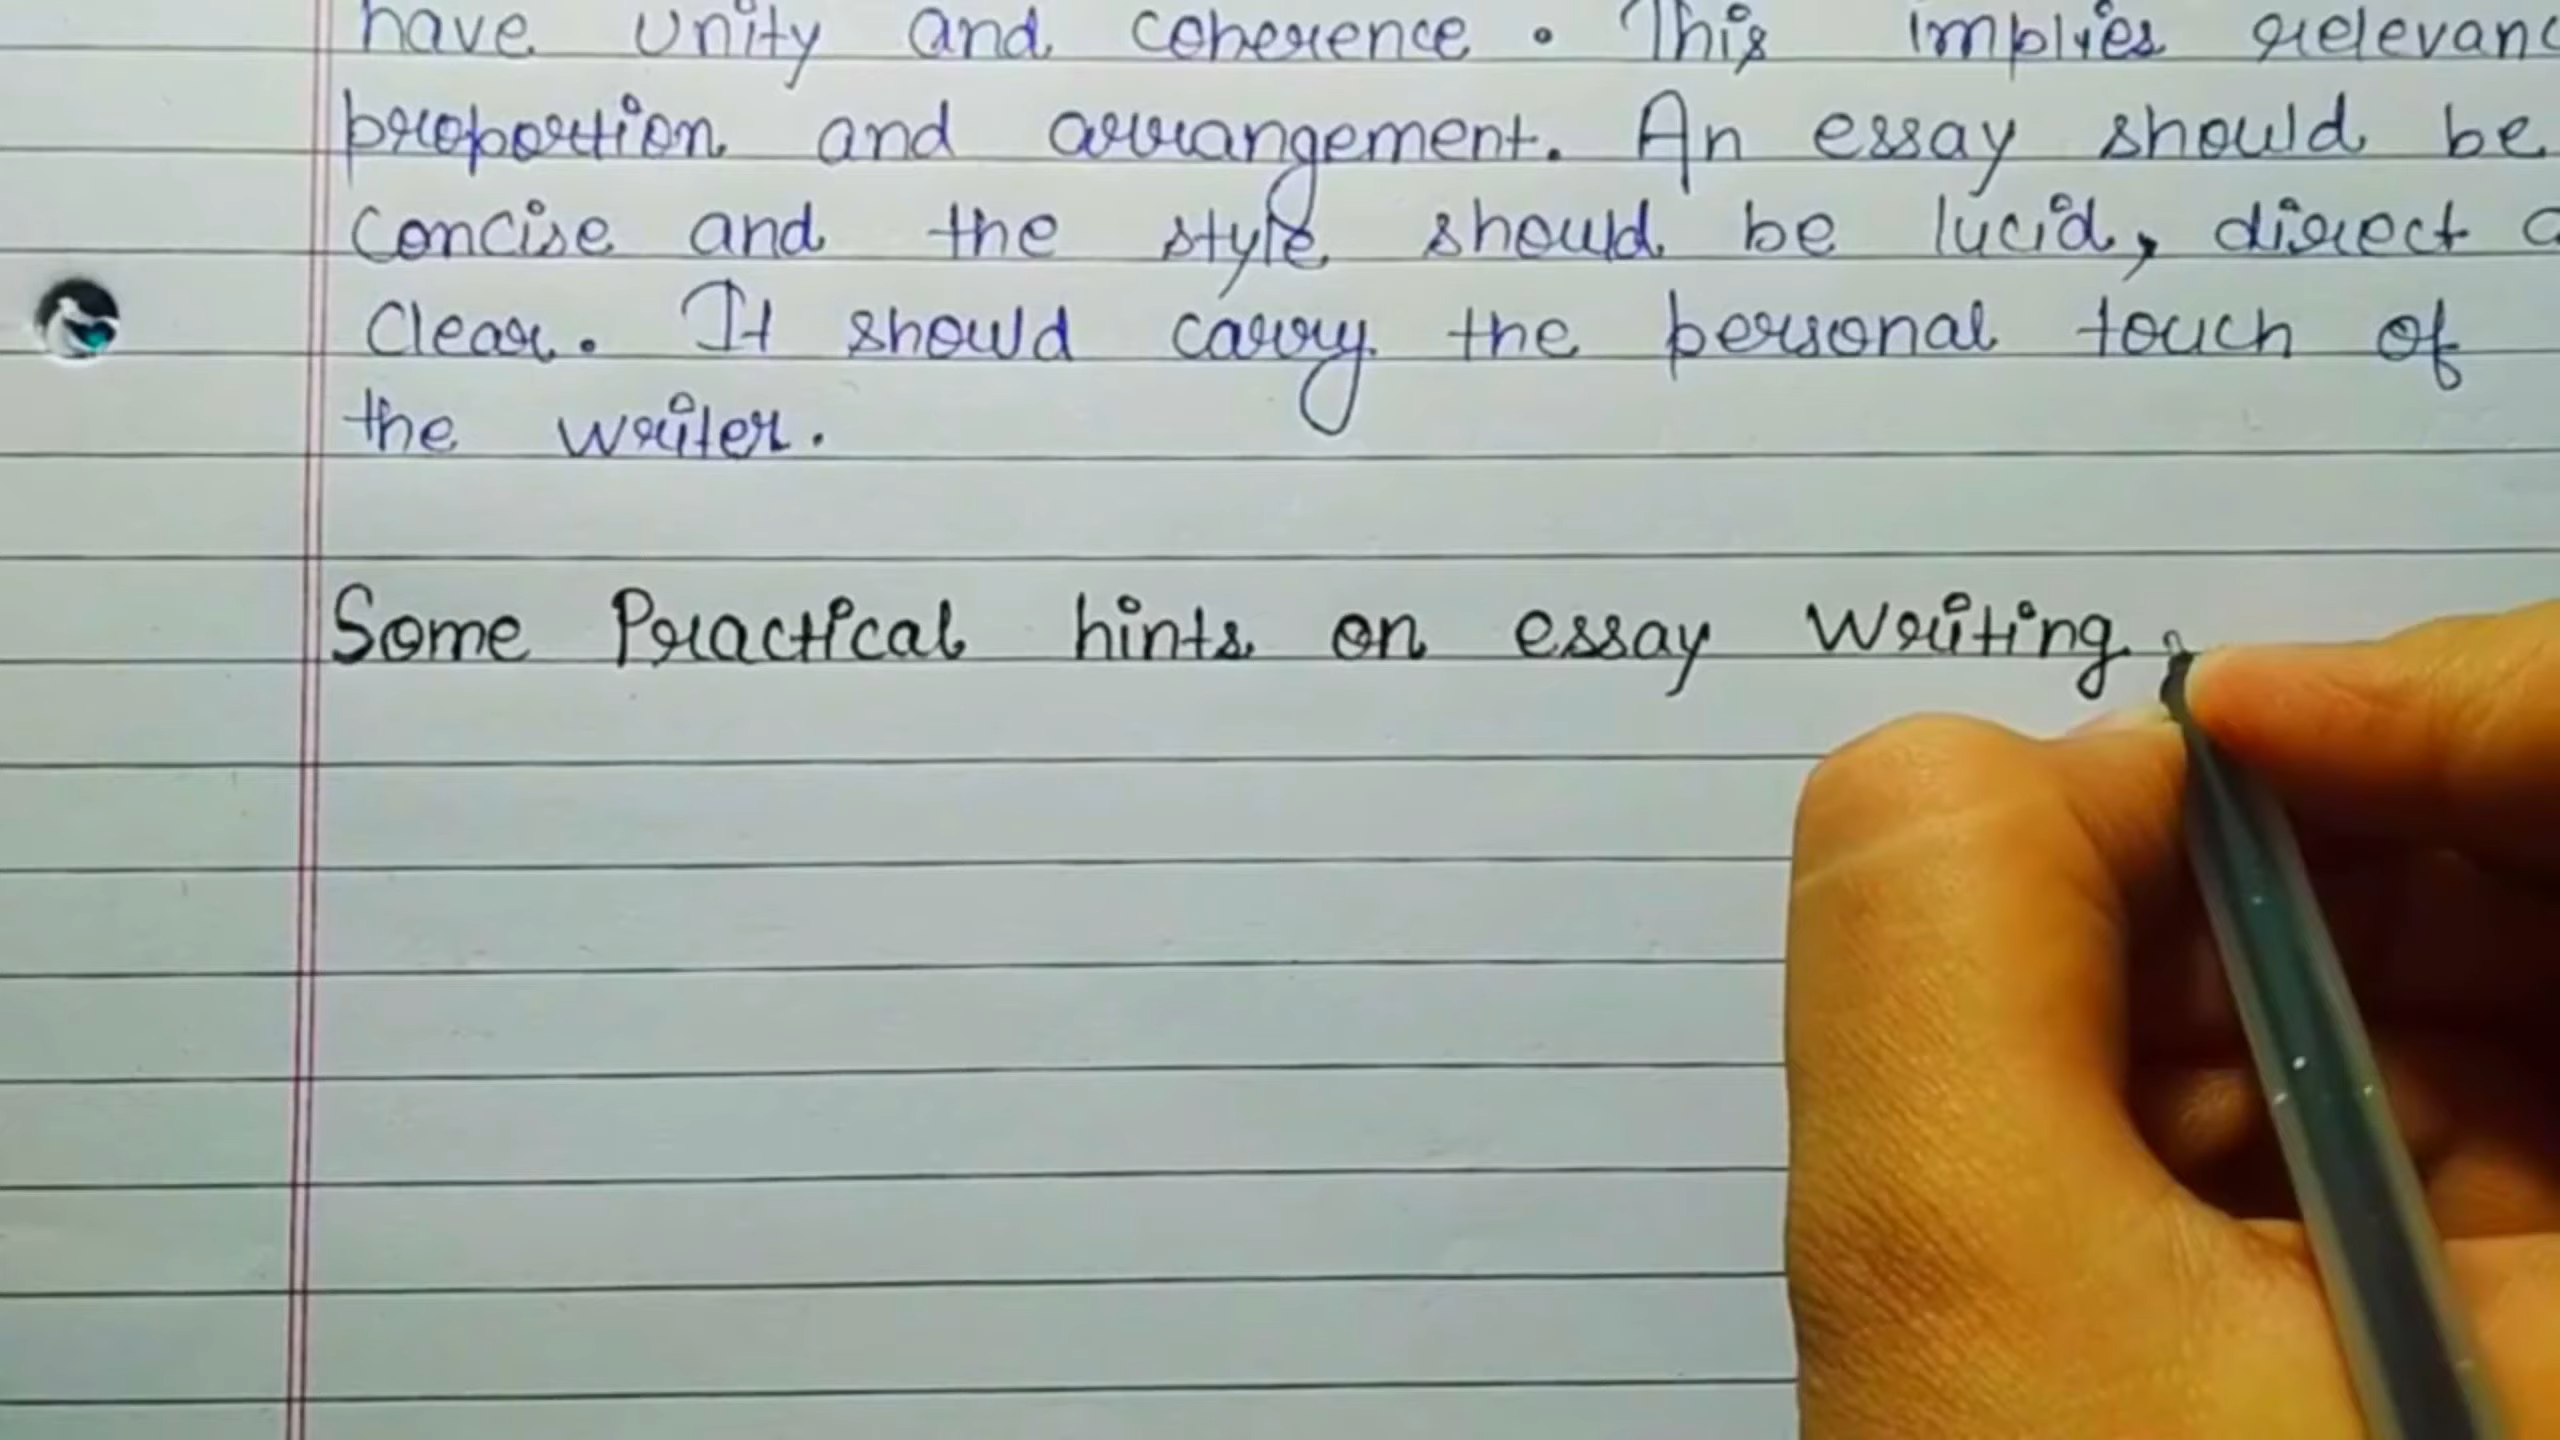 have unity and coherence. This implies relevanc
proportion and arrangement. An essay should be
concise and the style should be lucid, direct a
clear. It should carry the personal touch of
the writer.
Some Practical hints on essay writing